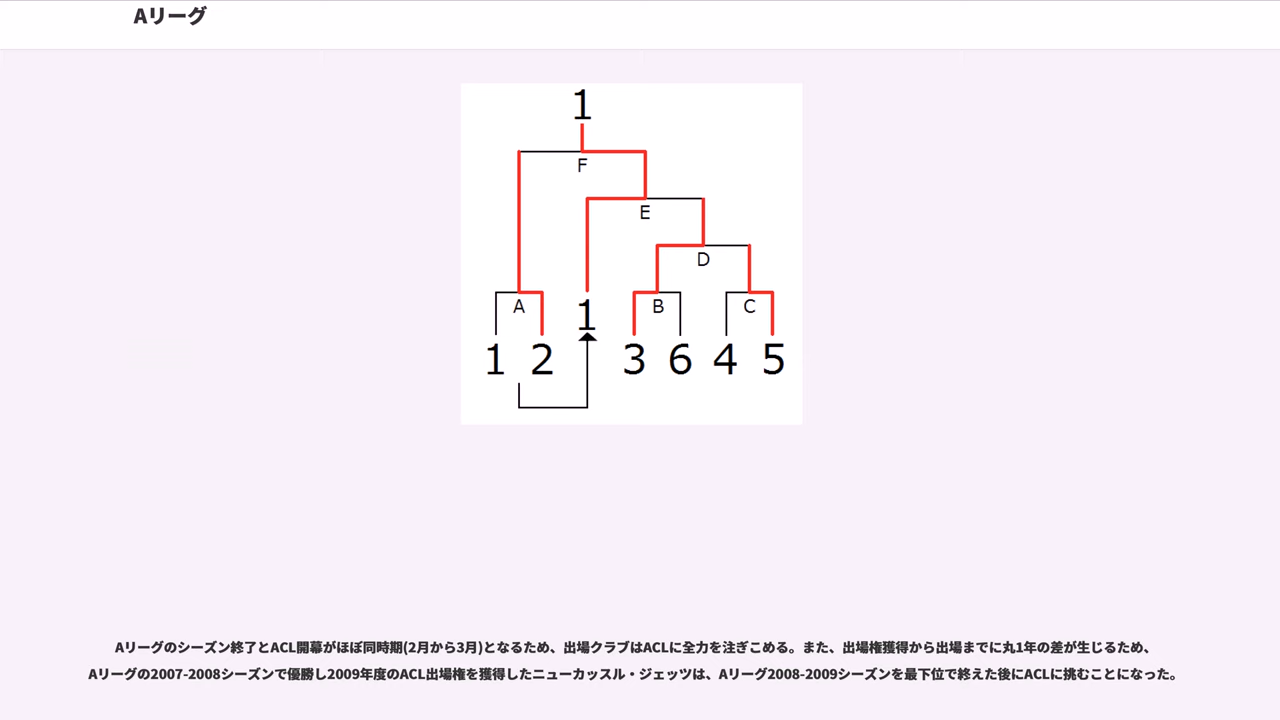 Aリーグ
1
F
E
D
A
1
B
C
1 2 3 6 4 5
Aリーグのシーズン終了とACL開幕がほぼ同時期(2月から3月)となるため、出場クラブはACLに全力を注ぎこめる。また、出場権獲得から出場までに丸1年の差が生じるため、
Aリーグの2007-2008シーズンで優勝し2009年度のACL出場権を獲得したニューカッスル・ジェッツは、Aリーグ2008-2009シーズンを最下位で終えた後にACLに挑むことになった。